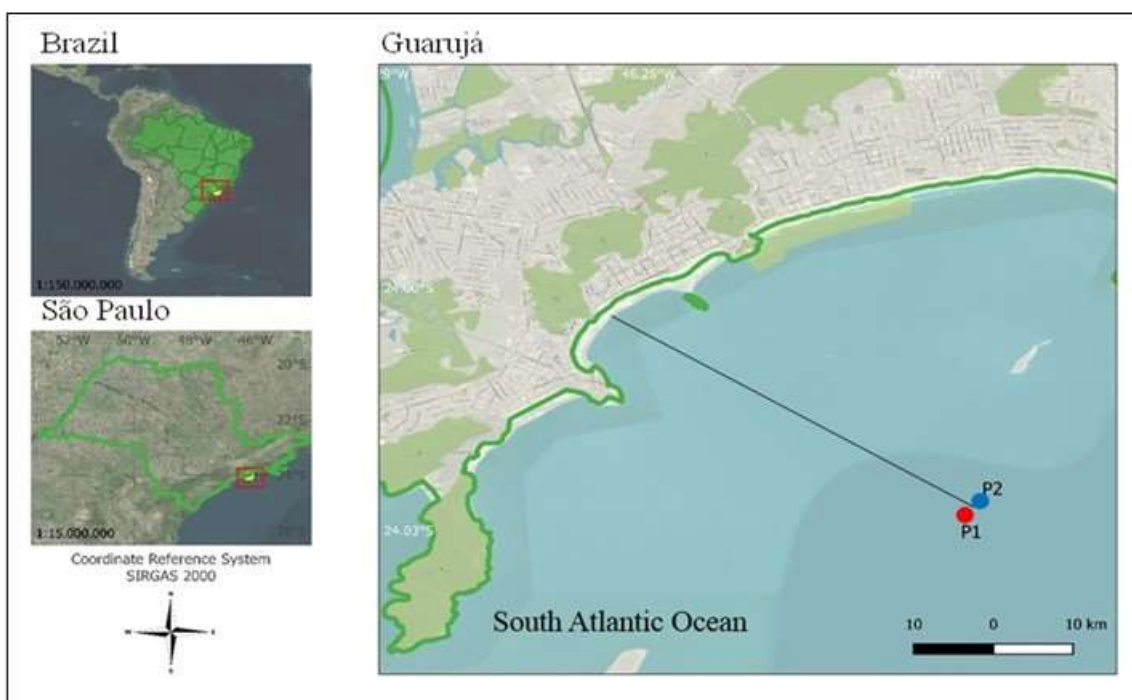 Brazil
1:150.000.000
São Paulo
52°W 50°W 48°W 46°W
20°S
22°S
1:15.000.000
Coordinate Reference System
SIRGAS 2000
N
S
Guarujá
9°W 46.25°W
24.03°S
P2
P1
South Atlantic Ocean
10 0 10 km